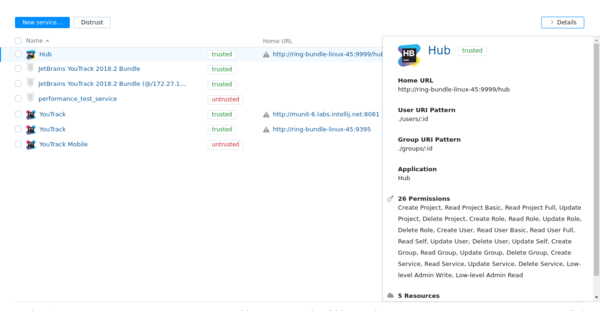 New service...
Distrust
> Details
Name
Home URL
Hub
trusted
http://ring-bundle-linux-45:9999/hub
JetBrains YouTrack 2018.2 Bundle
trusted
JetBrains YouTrack 2018.2 Bundle (@/172.27.1...
trusted
performance_test_service
untrusted
YouTrack
trusted
http://munit-6.labs.intellij.net:8081
YouTrack
trusted
http://ring-bundle-linux-45:9395
YouTrack Mobile
untrusted
HB
Hub
trusted
Home URL
http://ring-bundle-linux-45:9999/hub
User URI Pattern
./users/:id
Group URI Pattern
./groups/:id
Application
Hub
26 Permissions
Create Project, Read Project Basic, Read Project Full, Update
Project, Delete Project, Create Role, Read Role, Update Role,
Delete Role, Create User, Read User Basic, Read User Full,
Read Self, Update User, Delete User, Update Self, Create
Group, Read Group, Update Group, Delete Group, Create
Service, Read Service, Update Service, Delete Service, Low-
level Admin Write, Low-level Admin Read
5 Resources